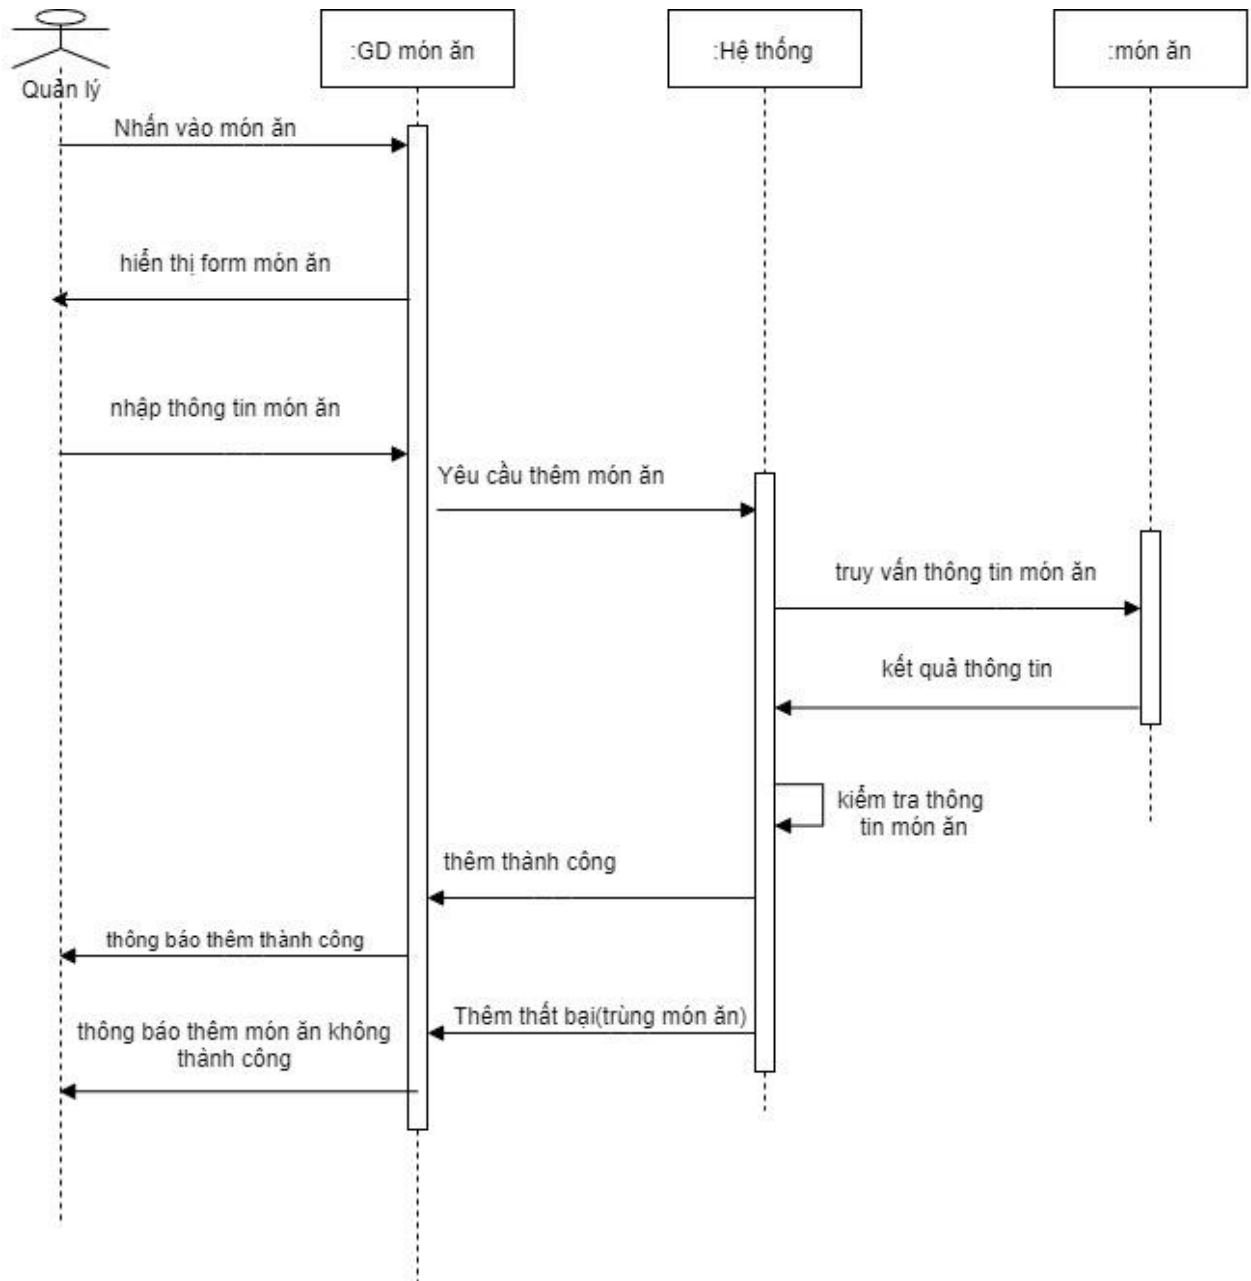 :GD món ăn
:Hệ thống
:món ăn
Quản lý
Nhấn vào món ăn
hiển thị form món ăn
nhập thông tin món ăn
Yêu cầu thêm món ăn
truy vấn thông tin món ăn
kết quả thông tin
kiểm tra thông
tin món ăn
thêm thành công
thông báo thêm thành công
Thêm thất bại(trùng món ăn)
thông báo thêm món ăn không
thành công